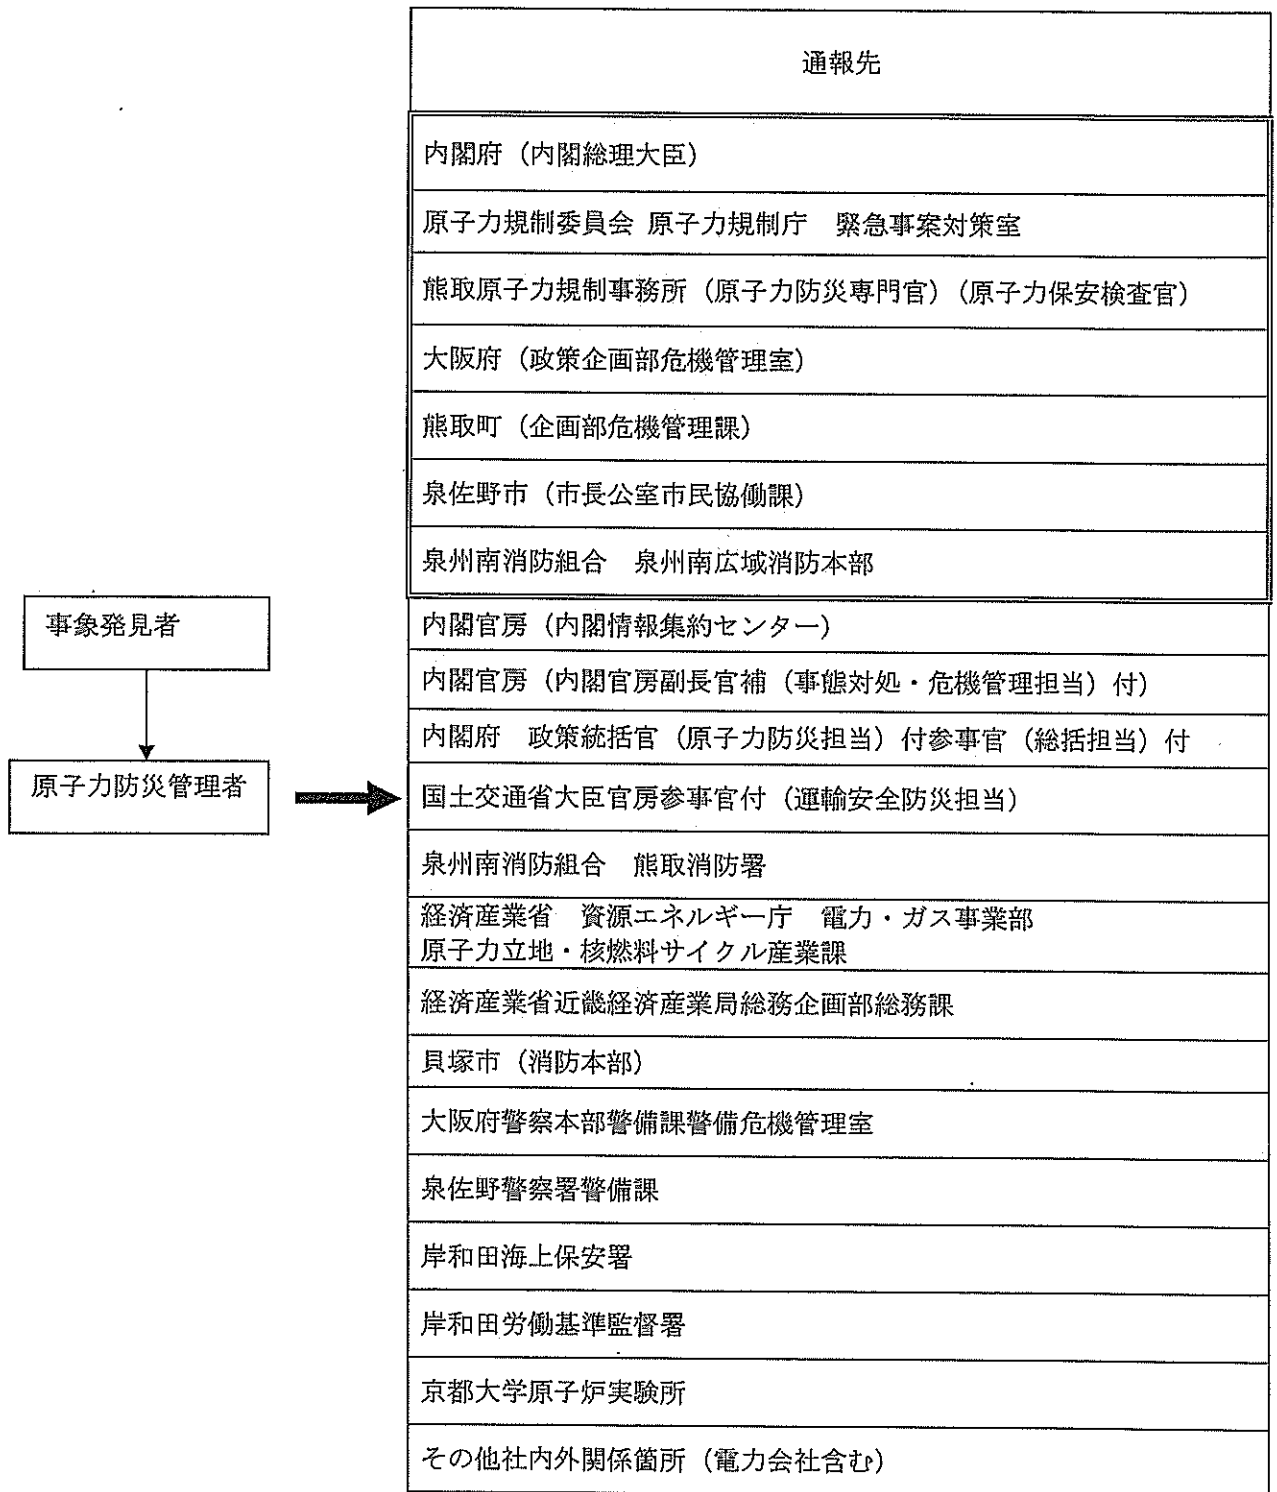 通報先
内閣府（内閣総理大臣）
原子力規制委員会 原子力規制庁　緊急事案対策室
熊取原子力規制事務所（原子力防災専門官）（原子力保安検査官）
大阪府（政策企画部危機管理室）
熊取町（企画部危機管理課）
泉佐野市（市長公室市民協働課）
泉州南消防組合　泉州南広域消防本部
事象発見者
原子力防災管理者
内閣官房（内閣情報集約センター）
内閣官房（内閣官房副長官補（事態対処・危機管理担当）付）
内閣府　政策統括官（原子力防災担当）付参事官（総括担当）付
国土交通省大臣官房参事官付（運輸安全防災担当）
泉州南消防組合　熊取消防署
経済産業省　資源エネルギー庁　電力・ガス事業部
原子力立地・核燃料サイクル産業課
経済産業省近畿経済産業局総務企画部総務課
貝塚市（消防本部）
大阪府警察本部警備課警備危機管理室
泉佐野警察署警備課
岸和田海上保安署
岸和田労働基準監督署
京都大学原子炉実験所
その他社内外関係箇所（電力会社含む）